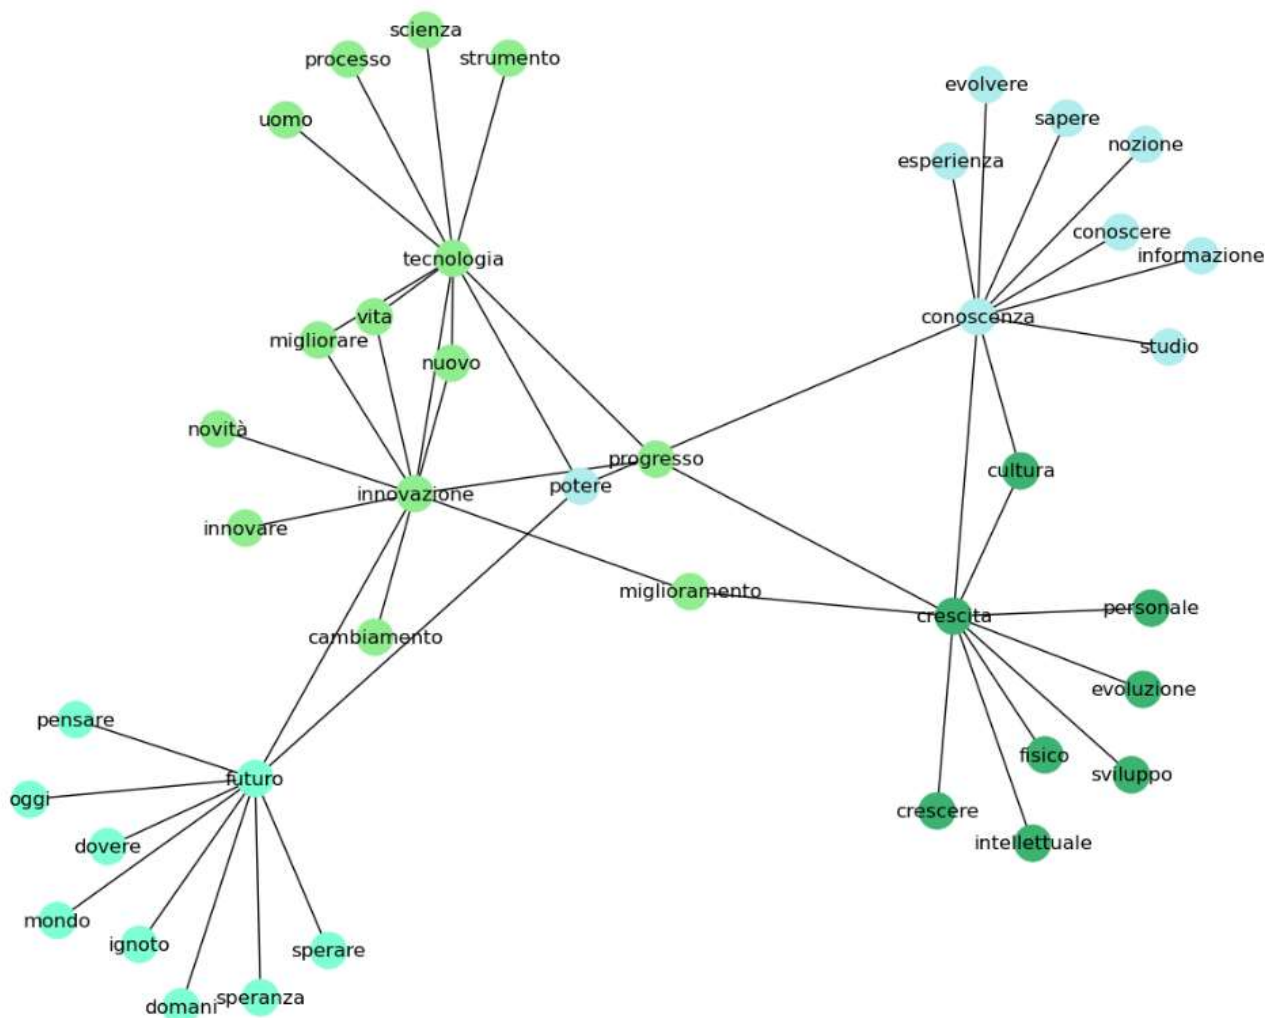 scienza
processo
strumento
uomo
evolvere
sapere
nozione
esperienza
conoscere
informazione
tecnologia
vita
conoscenza
migliorare
nuovo
studio
novità
progresso
cultura
potere
innovazione
innovare
miglioramento
personale
crescita
cambiamento
evoluzione
pensare
fisico
sviluppo
futuro
oggi
crescere
dovere
intellettuale
mondo
ignoto
sperare
speranza
domani